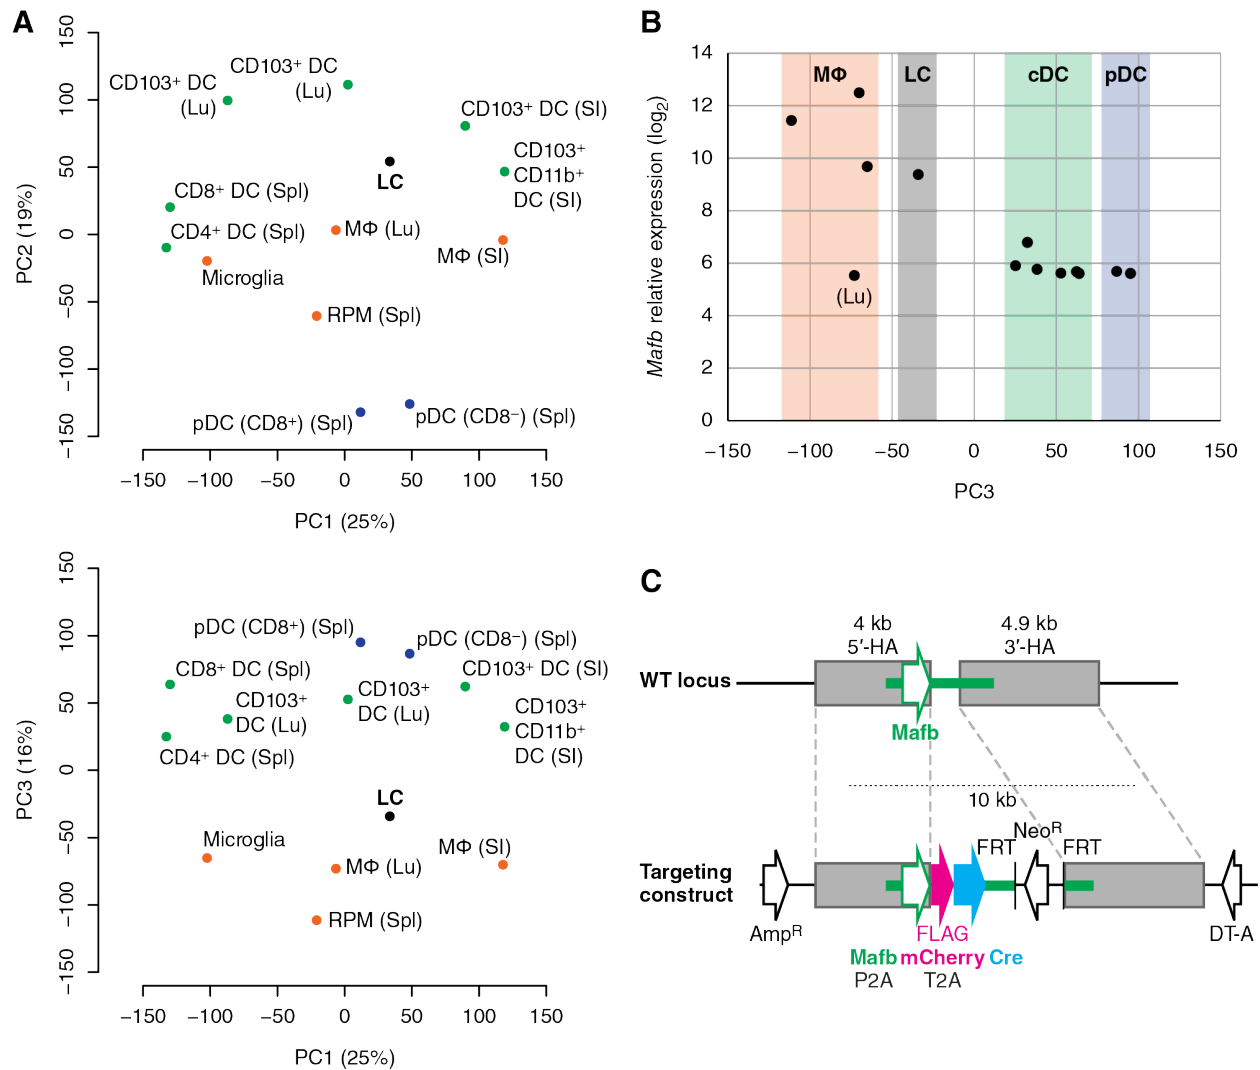 A
150
100
50
0
−50
−100
−150
PC2 (19%)
CD103⁺ DC
(Lu)
CD103⁺ DC
(Lu)
CD103⁺ DC (SI)
CD103⁺
CD11b⁺
DC (SI)
LC
CD8⁺ DC (Spl)
CD4⁺ DC (Spl)
Microglia
MΦ (Lu)
MΦ (SI)
RPM (Spl)
pDC (CD8⁺) (Spl)
pDC (CD8⁻) (Spl)
−150 −100 −50 0 50 100 150
PC1 (25%)
150
100
50
0
−50
−100
−150
PC3 (16%)
pDC (CD8⁺) (Spl)
pDC (CD8⁻) (Spl)
CD8⁺ DC (Spl)
CD103⁺
DC (Lu)
CD103⁺
DC (Lu)
CD103⁺ DC (SI)
CD103⁺
CD11b⁺
DC (SI)
CD4⁺ DC (Spl)
LC
Microglia
MΦ (Lu)
MΦ (SI)
RPM (Spl)
−150 −100 −50 0 50 100 150
PC1 (25%)
B
14
12
10
8
6
4
2
0
Mafb relative expression (log₂)
MΦ LC cDC pDC
(Lu)
−150 −100 −50 0 50 100 150
PC3
C
4 kb
5′-HA
4.9 kb
3′-HA
WT locus
Mafb
10 kb
Neoᴿ
FRT FRT
Targeting
construct
Ampᴿ
FLAG
DT-A
Mafb mCherry Cre
P2A T2A